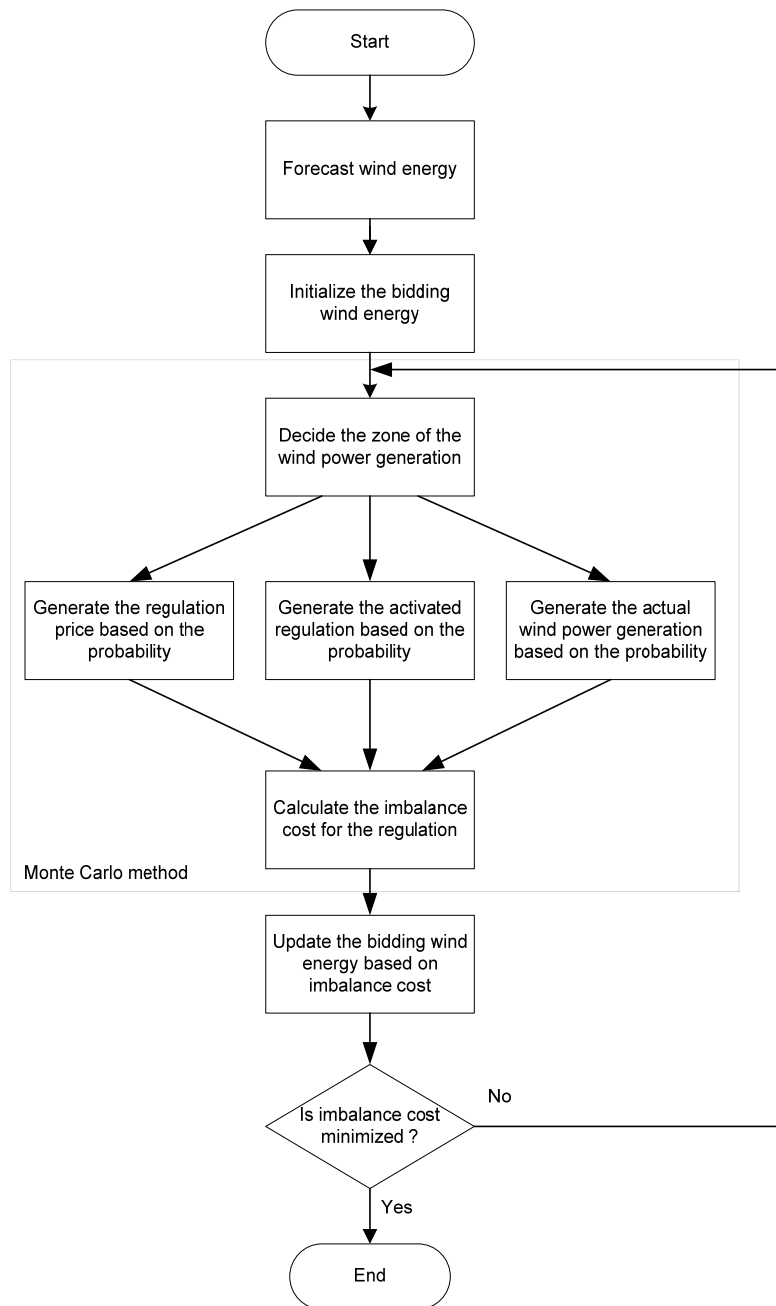 Start
Forecast wind energy
Initialize the bidding
wind energy
Decide the zone of the
wind power generation
Generate the regulation
price based on the
probability
Generate the activated
regulation based on the
probability
Generate the actual
wind power generation
based on the probability
Calculate the imbalance
cost for the regulation
Monte Carlo method
Update the bidding wind
energy based on
imbalance cost
No
Is imbalance cost
minimized ?
Yes
End